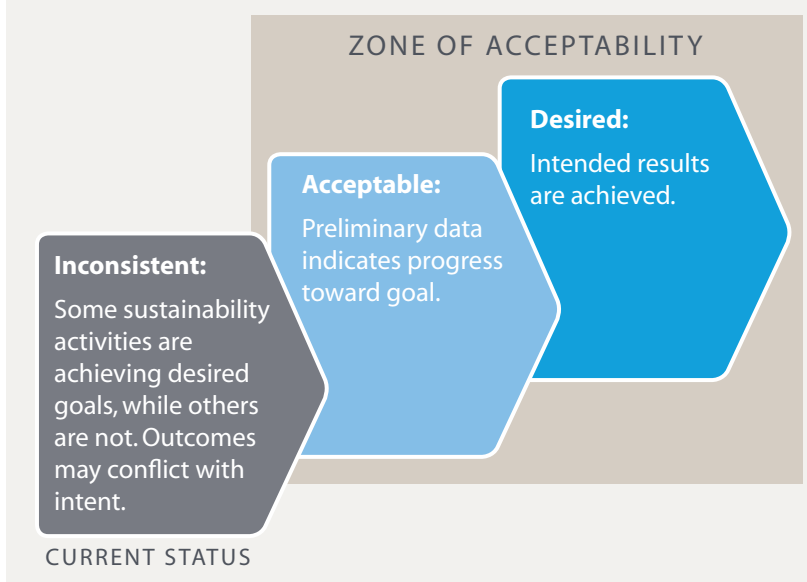 ZONE OF ACCEPTABILITY
Desired:
Intended results
are achieved.
Acceptable:
Preliminary data
indicates progress
toward goal.
Inconsistent:
Some sustainability
activities are
achieving desired
goals, while others
are not. Outcomes
may conflict with
intent.
CURRENT STATUS